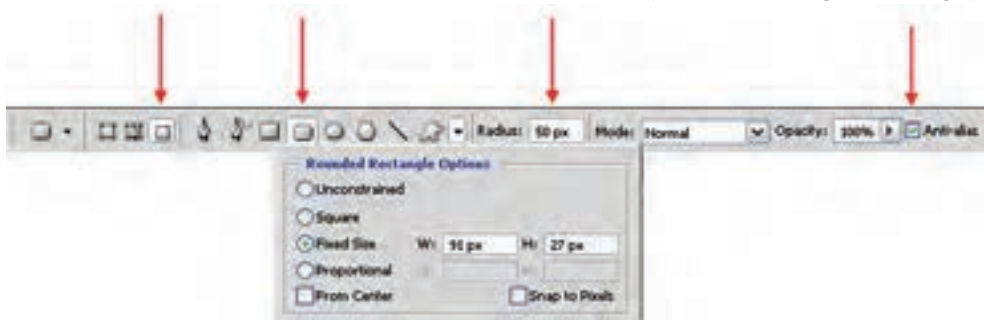 Radius: 50 px Mode: Normal Opacity: 100% Anti-alias
Rounded Rectangle Options
Unconstrained
Square
Fixed Size W: px H: 27 px
Proportional
From Center Snap to Pixels